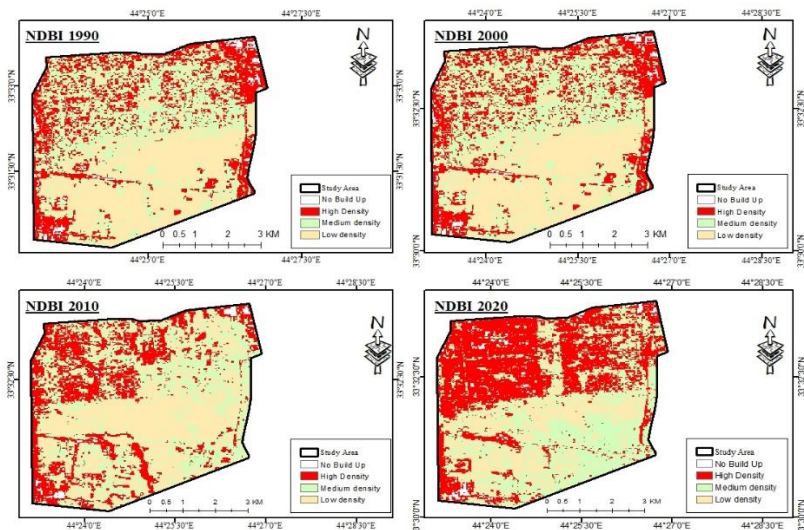 44°25'0"E 44°27'30"E
NDBI 1990
N
33°33'0"N
33°31'30"N
Study Area
No Build Up
High Density
Medium density
Low density
0 0.5 1 2 3 KM
44°25'0"E 44°27'30"E
44°24'0"E 44°25'30"E 44°27'0"E 44°28'30"E
NDBI 2000
N
33°32'30"N
Study Area
No Build Up
High Density
Medium density
Low density
0 0.5 1 2 3 KM
44°24'0"E 44°25'30"E 44°27'0"E 44°28'30"E
44°24'0"E 44°25'30"E 44°27'0"E 44°28'30"E
NDBI 2010
N
33°32'30"N
Study Area
No Build Up
High Density
Medium density
Low density
0 0.5 1 2 3 KM
44°24'0"E 44°25'30"E 44°27'0"E 44°28'30"E
44°24'0"E 44°25'30"E 44°27'0"E 44°28'30"E
NDBI 2020
N
Study Area
No Build Up
High Density
Medium density
Low density
0 0.5 1 2 3 KM
44°24'0"E 44°25'30"E 44°27'0"E 44°28'30"E